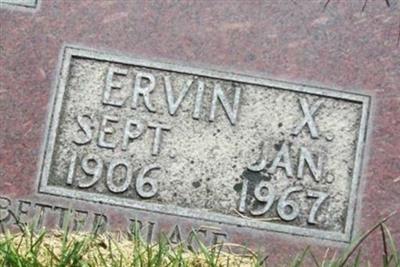 ERVIN X.
SEPT. JAN.
1906 1967
BETTER PLACE